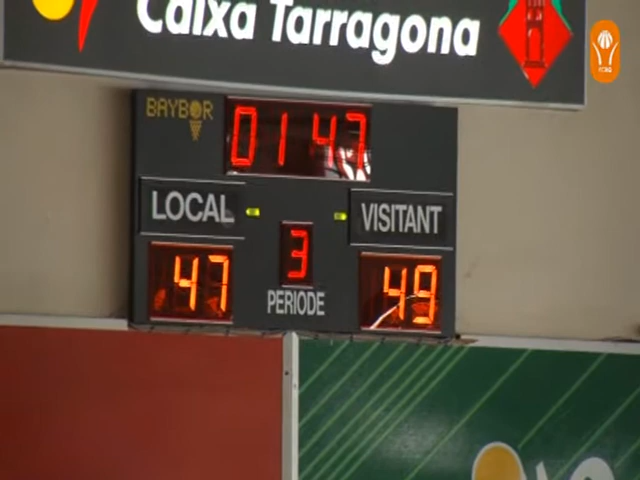 Caixa Tarragona
BAYBOR
01 47
LOCAL
VISITANT
47
3
49
PERIODE